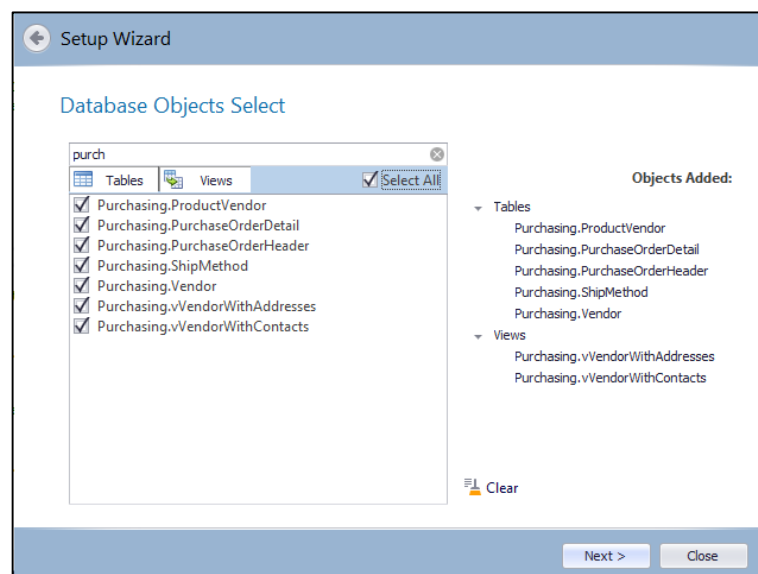 Setup Wizard
Database Objects Select
purch
Tables Views Select All
Purchasing.ProductVendor
Purchasing.PurchaseOrderDetail
Purchasing.PurchaseOrderHeader
Purchasing.ShipMethod
Purchasing.Vendor
Purchasing.vVendorWithAddresses
Purchasing.vVendorWithContacts
Objects Added:
Tables
Purchasing.ProductVendor
Purchasing.PurchaseOrderDetail
Purchasing.PurchaseOrderHeader
Purchasing.ShipMethod
Purchasing.Vendor
Views
Purchasing.vVendorWithAddresses
Purchasing.vVendorWithContacts
Clear
Next > Close